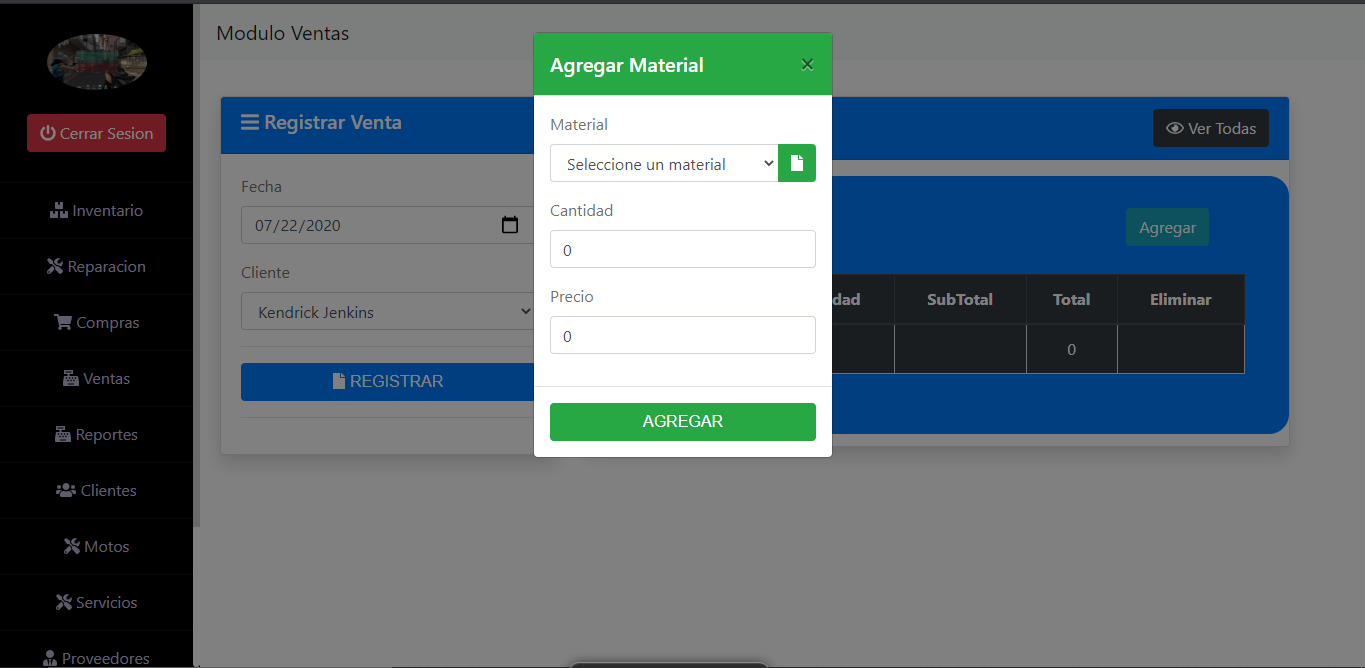 Modulo Ventas
Cerrar Sesion
Inventario
Reparacion
Compras
Ventas
Reportes
Clientes
Motos
Servicios
Proveedores
Registrar Venta
Fecha
07/22/2020
Cliente
Kendrick Jenkins
REGISTRAR
Agregar Material
×
Material
Seleccione un material
Cantidad
0
Precio
0
AGREGAR
Ver Todas
Agregar
dad SubTotal Total Eliminar
0